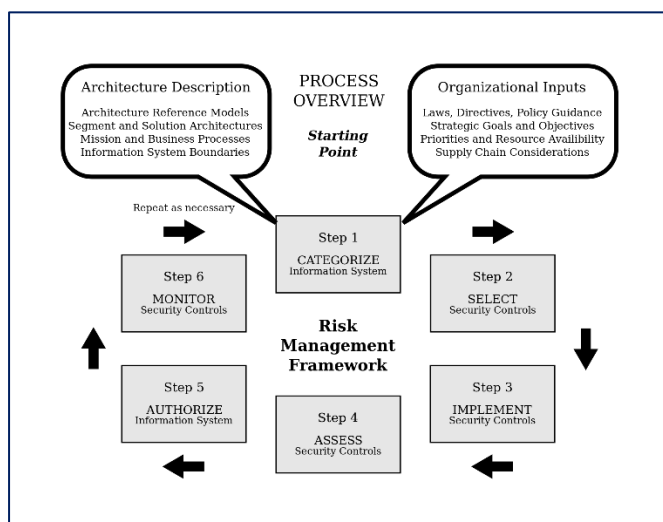 Architecture Description
Architecture Reference Models
Segment and Solution Architectures
Mission and Business Processes
Information System Boundaries
PROCESS
OVERVIEW
Starting
Point
Organizational Inputs
Laws, Directives, Policy Guidance
Strategic Goals and Objectives
Priorities and Resource Availibility
Supply Chain Considerations
Repeat as necessary
Step 1
CATEGORIZE
Information System
Step 2
SELECT
Security Controls
Step 3
IMPLEMENT
Security Controls
Step 4
ASSESS
Security Controls
Step 5
AUTHORIZE
Information System
Step 6
MONITOR
Security Controls
Risk
Management
Framework